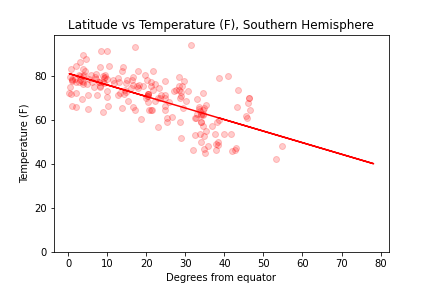 Latitude vs Temperature (F), Southern Hemisphere
Temperature (F)
80
60
40
20
0
0 10 20 30 40 50 60 70 80
Degrees from equator